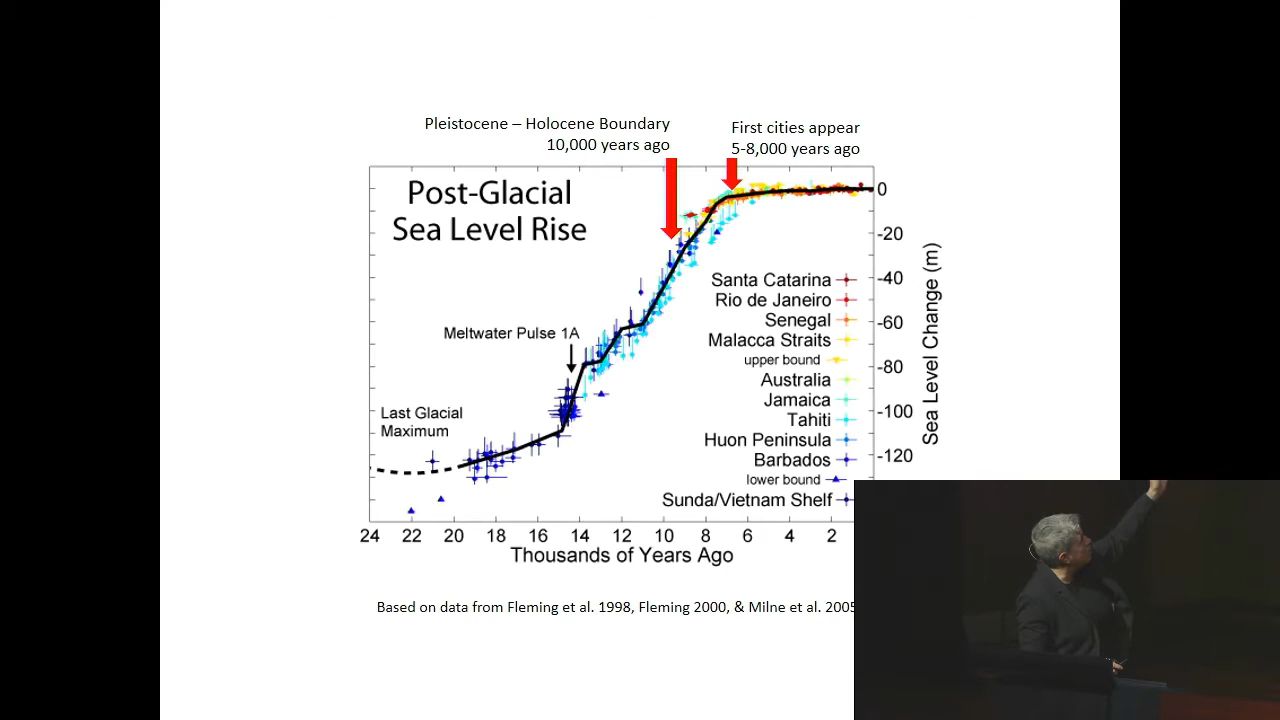 Pleistocene – Holocene Boundary
10,000 years ago
First cities appear
5-8,000 years ago
Post-Glacial
Sea Level Rise
Meltwater Pulse 1A
Last Glacial
Maximum
Santa Catarina
Rio de Janeiro
Senegal
Malacca Straits
upper bound
Australia
Jamaica
Tahiti
Huon Peninsula
Barbados
lower bound
Sunda/Vietnam Shelf
0
-20
-40
-60
-80
-100
-120
Sea Level Change (m)
24 22 20 18 16 14 12 10 8 6 4 2
Thousands of Years Ago
Based on data from Fleming et al. 1998, Fleming 2000, & Milne et al. 2005